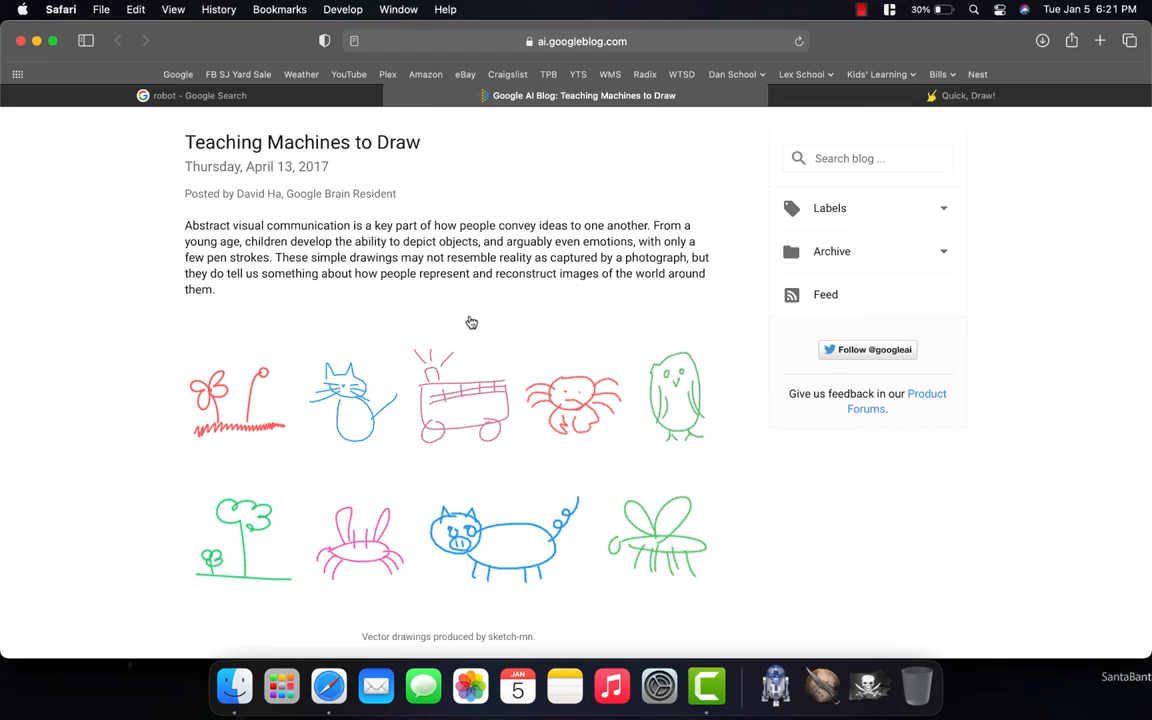 Safari File Edit View History Bookmarks Develop Window Help 30% Tue Jan 5 6:21 PM
ai.googleblog.com
Google FB SJ Yard Sale Weather YouTube Plex Amazon eBay Craigslist TPB YTS WMS Radix WTSD Dan School Lex School Kids' Learning Bills Nest
robot - Google Search Google AI Blog: Teaching Machines to Draw Quick, Draw!
Teaching Machines to Draw
Thursday, April 13, 2017
Posted by David Ha, Google Brain Resident
Abstract visual communication is a key part of how people convey ideas to one another. From a
young age, children develop the ability to depict objects, and arguably even emotions, with only a
few pen strokes. These simple drawings may not resemble reality as captured by a photograph, but
they do tell us something about how people represent and reconstruct images of the world around
them.
Vector drawings produced by sketch-rnn.
Search blog ...
Labels
Archive
Feed
Follow @googleai
Give us feedback in our Product
Forums.
JAN
5
SantaBant